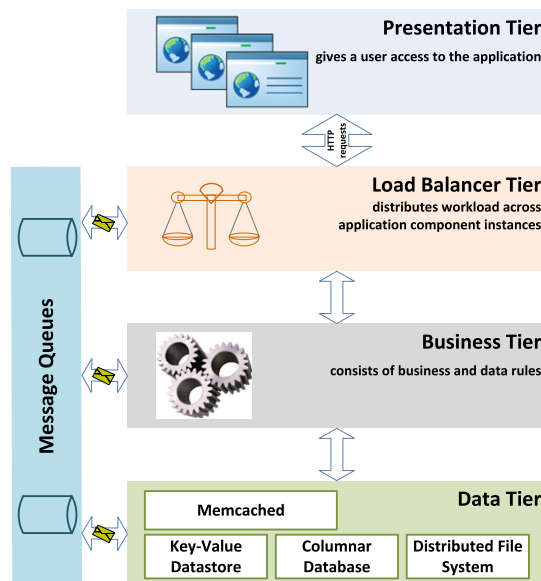 Presentation Tier
gives a user access to the application
HTTP
requests
Load Balancer Tier
distributes workload across
application component instances
Message Queues
Business Tier
consists of business and data rules
Data Tier
Memcached
Key-Value
Datastore
Columnar
Database
Distributed File
System